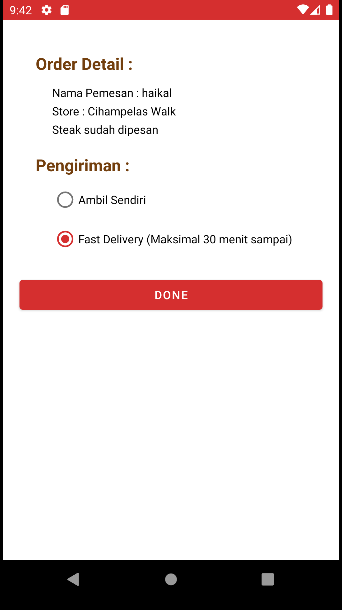 9:42
Order Detail :
Nama Pemesan : haikal
Store : Cihampelas Walk
Steak sudah dipesan
Pengiriman :
Ambil Sendiri
Fast Delivery (Maksimal 30 menit sampai)
DONE